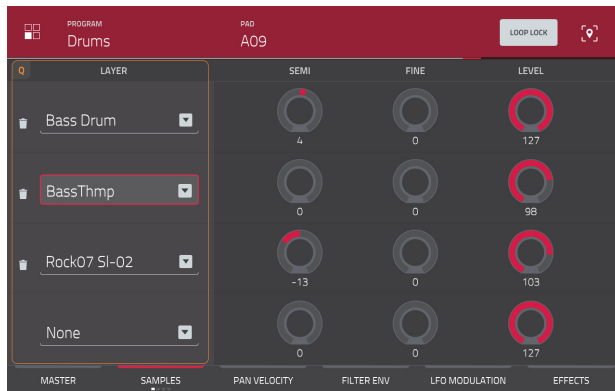 PROGRAM PAD
Drums A09 LOOP LOCK
Q LAYER SEMI FINE LEVEL
Bass Drum
4 0 127
BassThmp
0 0 98
Rock07 Sl-02
-13 0 103
None
0 0 127
MASTER SAMPLES PAN VELOCITY FILTER ENV LFO MODULATION EFFECTS